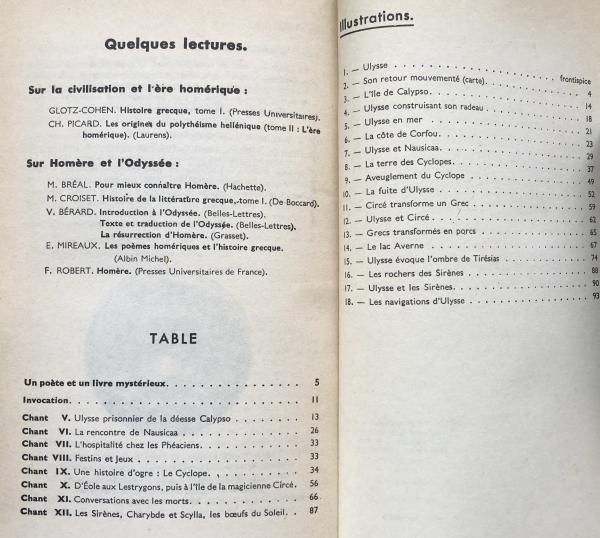 Quelques lectures.
Sur la civilisation et l'ère homérique :
GLOTZ-COHEN. Histoire grecque, tome I. (Presses Universitaires).
CH. PICARD. Les origines du polythéisme hellénique (tome II : L'ère
homérique). (Laurens).
Sur Homère et l'Odyssée :
M. BRÉAL. Pour mieux connaître Homère. (Hachette).
M. CROISET. Histoire de la littérature grecque, tome I. (De Boccard).
V. BÉRARD. Introduction à l'Odyssée. (Belles-Lettres).
Texte et traduction de l'Odyssée. (Belles-Lettres).
La résurrection d'Homère. (Grasset).
E. MIREAUX. Les poèmes homériques et l'histoire grecque.
(Albin Michel).
F. ROBERT. Homère. (Presses Universitaires de France).
TABLE
Un poète et un livre mystérieux. . . . . . . . . . . . . . . . 5
Invocation. . . . . . . . . . . . . . . . . . . . . . . . 11
Chant V. Ulysse prisonnier de la déesse Calypso . . . . . . . . 13
Chant VI. La rencontre de Nausicaa . . . . . . . . . . . . 26
Chant VII. L'hospitalité chez les Phéaciens. . . . . . . . . . . 33
Chant VIII. Festins et Jeux . . . . . . . . . . . . . . . . 33
Chant IX. Une histoire d'ogre : Le Cyclope. . . . . . . . . . 34
Chant X. D'Éole aux Lestrygons, puis à l'île de la magicienne Circé. 56
Chant XI. Conversations avec les morts. . . . . . . . . . . . 66
Chant XII. Les Sirènes, Charybde et Scylla, les bœufs du Soleil. . 87
Illustrations.
1. — Ulysse . . . . . . . . . . . . . . . . frontispice
2. — Son retour mouvementé (carte). . . . . . . . . 4
3. — L'île de Calypso. . . . . . . . . . . . . . . 14
4. — Ulysse construisant son radeau . . . . . . . . . 18
5. — Ulysse en mer . . . . . . . . . . . . . . . 21
6. — La côte de Corfou. . . . . . . . . . . . . . 23
7. — Ulysse et Nausicaa . . . . . . . . . . . . . . 29
8. — La terre des Cyclopes. . . . . . . . . . . . . 37
9. — Aveuglement du Cyclope . . . . . . . . . . . 49
10. — La fuite d'Ulysse . . . . . . . . . . . . . . 52
11. — Circé transforme un Grec . . . . . . . . . . . 59
12. — Ulysse et Circé . . . . . . . . . . . . . . . 62
13. — Grecs transformés en porcs . . . . . . . . . . 65
14. — Le lac Averne . . . . . . . . . . . . . . . 67
15. — Ulysse évoque l'ombre de Tirésias . . . . . . . . 74
16. — Les rochers des Sirènes . . . . . . . . . . . . 88
17. — Ulysse et les Sirènes. . . . . . . . . . . . . . 90
18. — Les navigations d'Ulysse . . . . . . . . . . . . 93